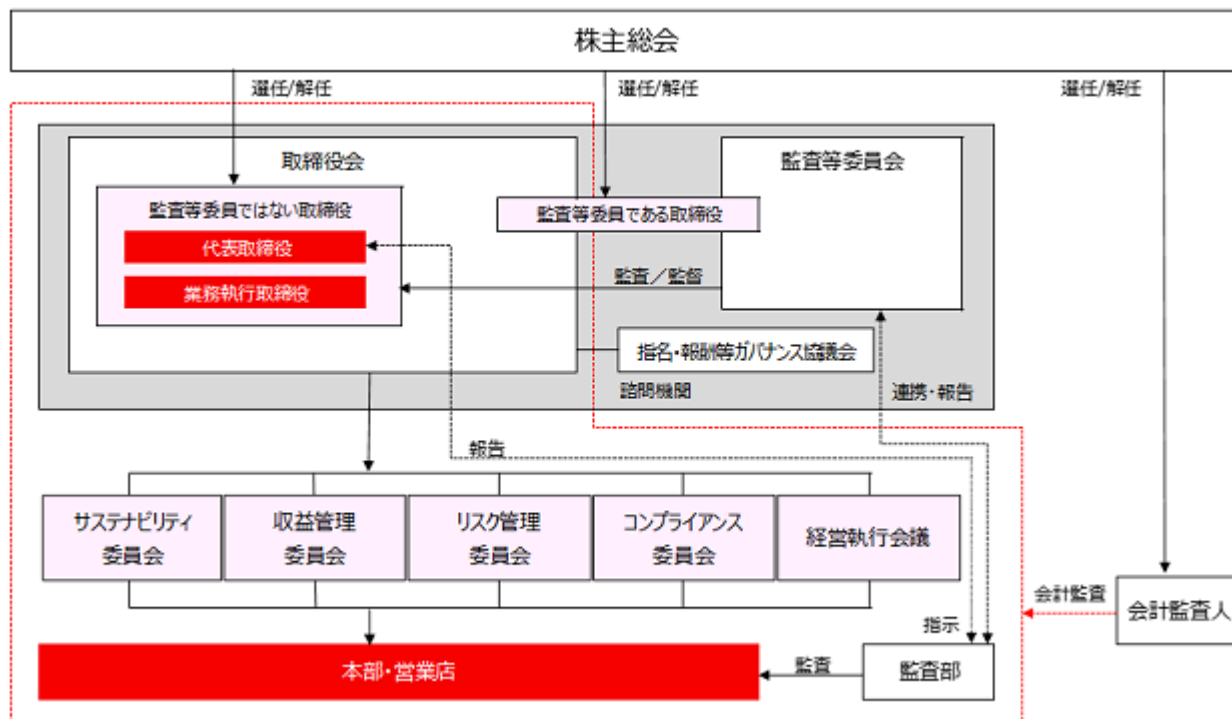 株主総会
選任/解任
選任/解任
選任/解任
取締役会
監査等委員会
監査等委員ではない取締役
監査等委員である取締役
代表取締役
業務執行取締役
監査／監督
指名・報酬等ガバナンス協議会
諮問機関
連携・報告
報告
サステナビリティ
委員会
収益管理
委員会
リスク管理
委員会
コンプライアンス
委員会
経営執行会議
会計監査
会計監査人
指示
本部・営業店
監査
監査部